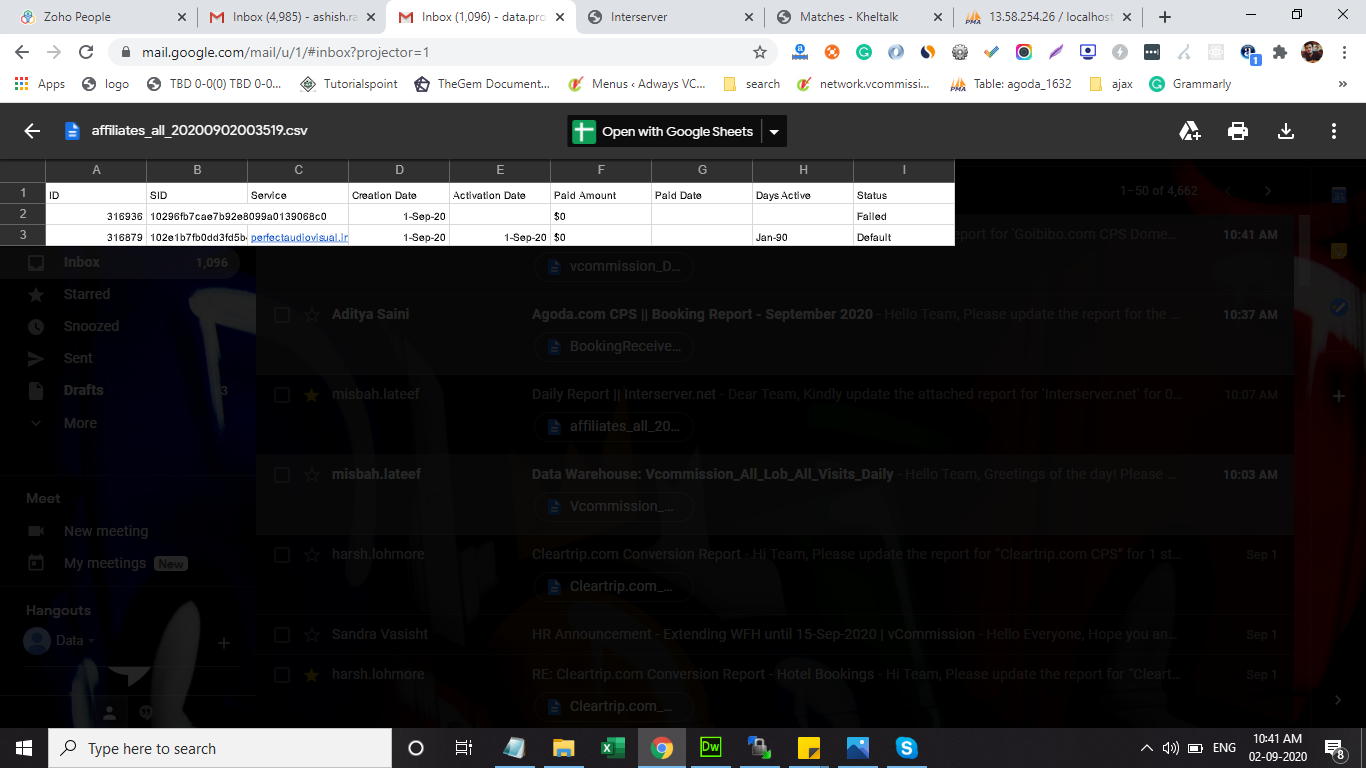 Zoho People
Inbox (4,985) - ashish.ra
Inbox (1,096) - data.pro
Interserver
Matches - Kheltalk
13.58.254.26 / localhost
mail.google.com/mail/u/1/#inbox?projector=1
Apps
logo
TBD 0-0(0) TBD 0-0...
Tutorialspoint
TheGem Document...
Menus ‹ Adways VC...
search
network.vcommissi...
Table: agoda_1632
ajax
Grammarly
»
affiliates_all_20200902003519.csv
Open with Google Sheets
A B C D E F G H I
1 ID SID Service Creation Date Activation Date Paid Amount Paid Date Days Active Status
2 316936 10296fb7cae7b92e8099a0139068c0 1-Sep-20 $0 Failed
3 316879 102e1b7fb0dd3fd5b perfectaudiovisual.in 1-Sep-20 1-Sep-20 $0 Jan-90 Default
1–50 of 4,662
port for 'Goibibo.com CPS Dome... 10:41 AM
vcommission_D...
Inbox 1,096
Starred
Snoozed
Sent
Drafts 3
More
Aditya Saini Agoda.com CPS || Booking Report - September 2020 - Hello Team, Please update the report for the ... 10:37 AM
BookingReceive...
misbah.lateef Daily Report || Interserver.net - Dear Team, Kindly update the attached report for 'Interserver.net' for 0... 10:07 AM
affiliates_all_20...
misbah.lateef Data Warehouse: Vcommission_All_Lob_All_Visits_Daily - Hello Team, Greetings of the day! Please ... 10:03 AM
Vcommission_...
harsh.lohmore Cleartrip.com Conversion Report - Hi Team, Please update the report for "Cleartrip.com CPS" for 1 st... Sep 1
Cleartrip.com_...
Sandra Vasisht HR Announcement - Extending WFH until 15-Sep-2020 | vCommission - Hello Everyone, Hope you an... Sep 1
harsh.lohmore RE: Cleartrip.com Conversion Report - Hotel Bookings - Hi Team, Please update the report for "Cleart... Sep 1
Cleartrip.com_...
Meet
New meeting
My meetings New
Hangouts
Data
Type here to search
ENG
10:41 AM
02-09-2020
8